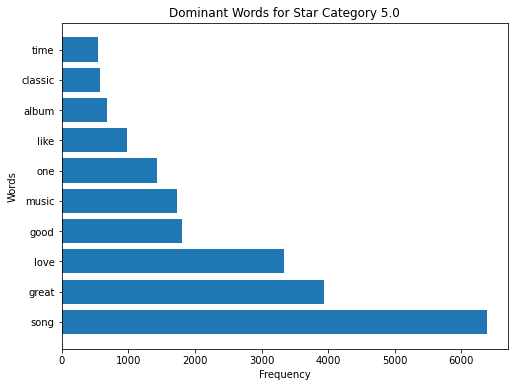 Dominant Words for Star Category 5.0
Words
time
classic
album
like
one
music
good
love
great
song
0 1000 2000 3000 4000 5000 6000
Frequency